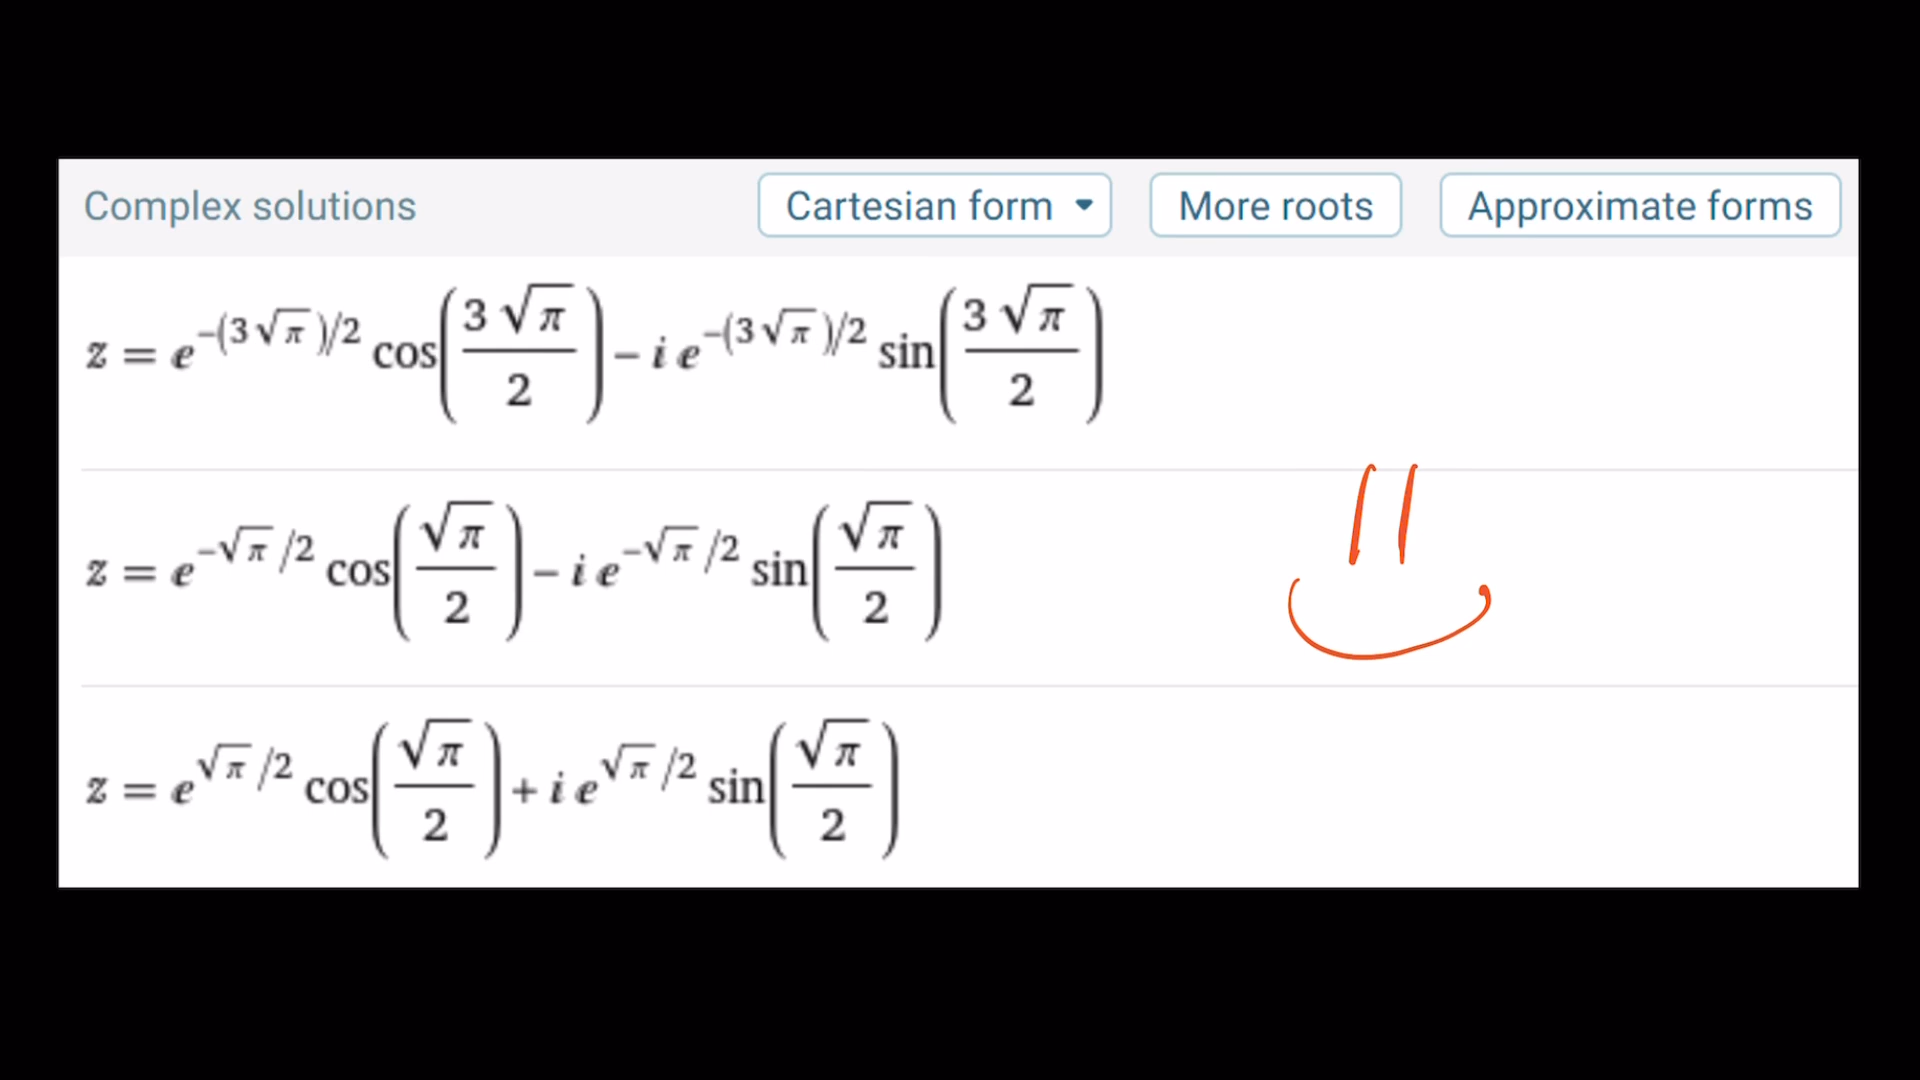 Complex solutions Cartesian form More roots Approximate forms
z = e^(-(3√π)/2) cos(3√π/2) - i e^(-(3√π)/2) sin(3√π/2)
z = e^(-√π/2) cos(√π/2) - i e^(-√π/2) sin(√π/2)
z = e^(√π/2) cos(√π/2) + i e^(√π/2) sin(√π/2)